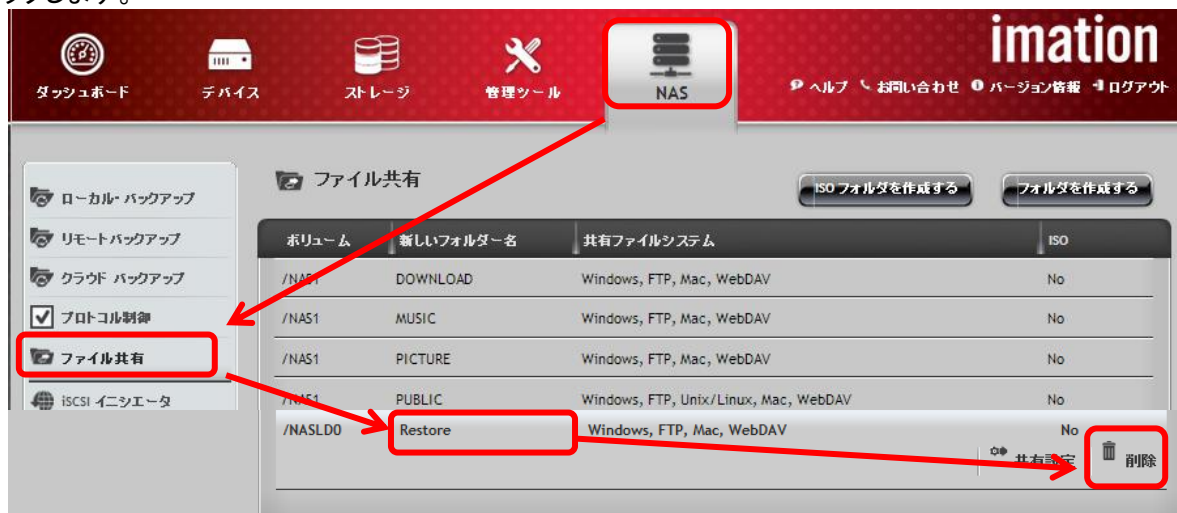 ックします。
imation
ダッシュボード
デバイス
ストレージ
管理ツール
NAS
ヘルプ
お問い合わせ
バージョン情報
ログアウト
ローカル・バックアップ
リモートバックアップ
クラウド バックアップ
プロトコル制御
ファイル共有
iSCSI イニシエータ
ファイル共有
ISO フォルダを作成する
フォルダを作成する
ボリューム 新しいフォルダー名 共有ファイルシステム ISO
/NAS1 DOWNLOAD Windows, FTP, Mac, WebDAV No
/NAS1 MUSIC Windows, FTP, Mac, WebDAV No
/NAS1 PICTURE Windows, FTP, Mac, WebDAV No
/NAS1 PUBLIC Windows, FTP, Unix/Linux, Mac, WebDAV No
/NASLD0 Restore Windows, FTP, Mac, WebDAV No
共有設定 削除